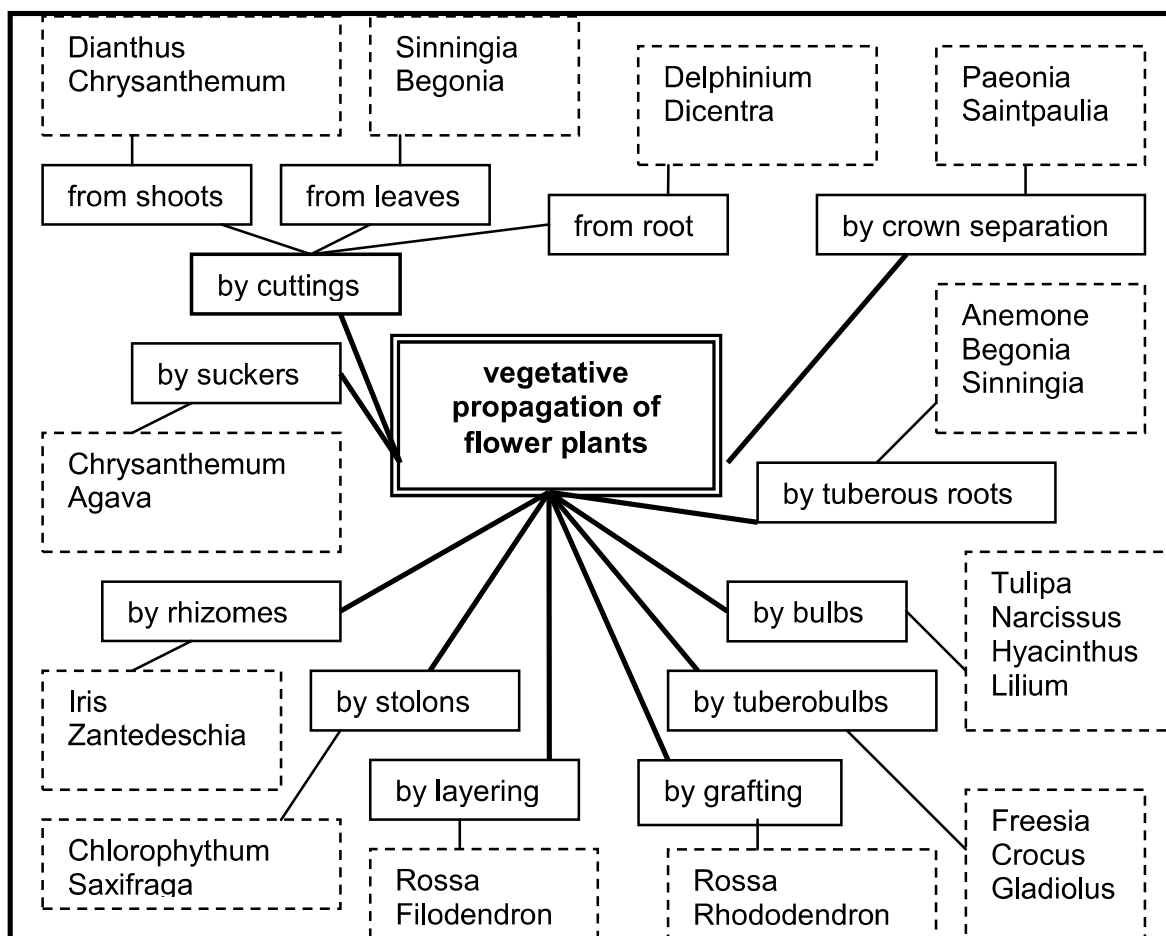 Dianthus
Chrysanthemum
Sinningia
Begonia
Delphinium
Dicentra
Paeonia
Saintpaulia
from shoots
from leaves
from root
by crown separation
by cuttings
Anemone
Begonia
Sinningia
by suckers
vegetative
propagation of
flower plants
Chrysanthemum
Agava
by tuberous roots
by rhizomes
by bulbs
Tulipa
Narcissus
Hyacinthus
Lilium
Iris
Zantedeschia
by stolons
by tuberobulbs
by layering
by grafting
Chlorophythum
Saxifraga
Rossa
Filodendron
Rossa
Rhododendron
Freesia
Crocus
Gladiolus